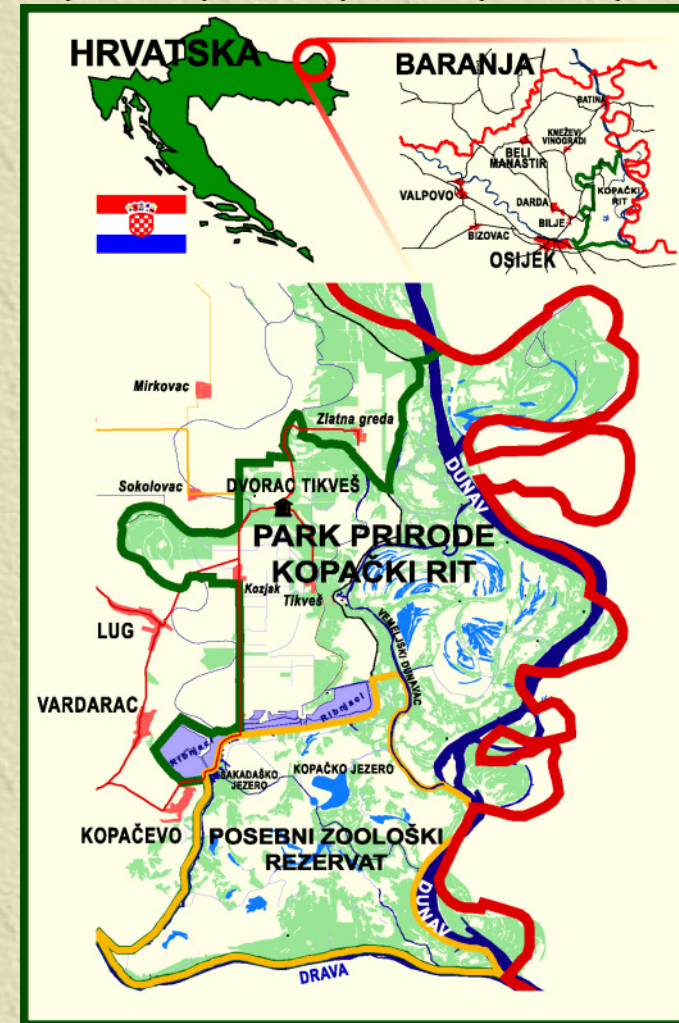 HRVATSKA
BARANJA
BATINA
KNEŽEVI
VINOGRADI
BELI
MANASTIR
KOPAČKI
RIT
VALPOVO
DARDA
BILJE
BIZOVAC
OSIJEK
Mirkovac
Zlatna greda
DUNAV
Sokolovac
DVORAC TIKVEŠ
PARK PRIRODE
KOPAČKI RIT
Kozjak
Tikveš
LUG
VEMELJSKI DUNAVAC
VARDARAC
Ribnjaci
Ribnjaci
SAKADAŠKO
JEZERO
KOPAČKO JEZERO
KOPAČEVO
POSEBNI ZOOLOŠKI
REZERVAT
DUNAV
DRAVA